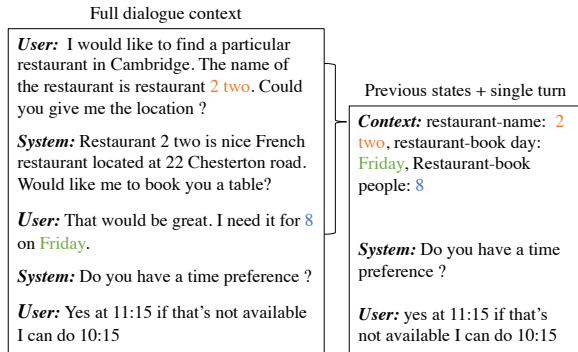 Full dialogue context
User: I would like to find a particular
restaurant in Cambridge. The name of
the restaurant is restaurant 2 two. Could
you give me the location ?
System: Restaurant 2 two is nice French
restaurant located at 22 Chesterton road.
Would like me to book you a table?
User: That would be great. I need it for 8
on Friday.
System: Do you have a time preference ?
User: Yes at 11:15 if that's not available
I can do 10:15
Previous states + single turn
Context: restaurant-name: 2
two, restaurant-book day:
Friday, Restaurant-book
people: 8
System: Do you have a time
preference ?
User: yes at 11:15 if that's
not available I can do 10:15